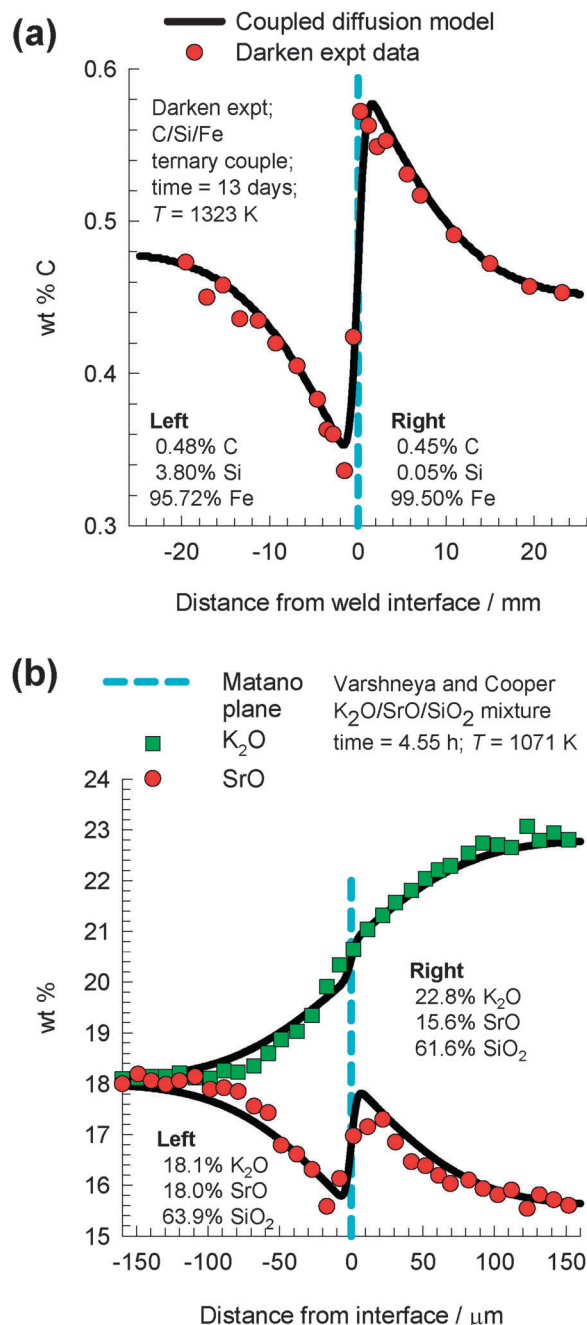 (a)
Coupled diffusion model
Darken expt data
0.6
Darken expt;
C/Si/Fe
ternary couple;
time = 13 days;
T = 1323 K
0.5
wt % C
0.4
Left
0.48% C
3.80% Si
95.72% Fe
Right
0.45% C
0.05% Si
99.50% Fe
0.3
-20 -10 0 10 20
Distance from weld interface / mm
(b)
Matano
plane
K₂O
SrO
Varshneya and Cooper
K₂O/SrO/SiO₂ mixture
time = 4.55 h; T = 1071 K
24
23
22
21
20
wt %
19
18
17
16
15
Right
22.8% K₂O
15.6% SrO
61.6% SiO₂
Left
18.1% K₂O
18.0% SrO
63.9% SiO₂
-150 -100 -50 0 50 100 150
Distance from interface / μm